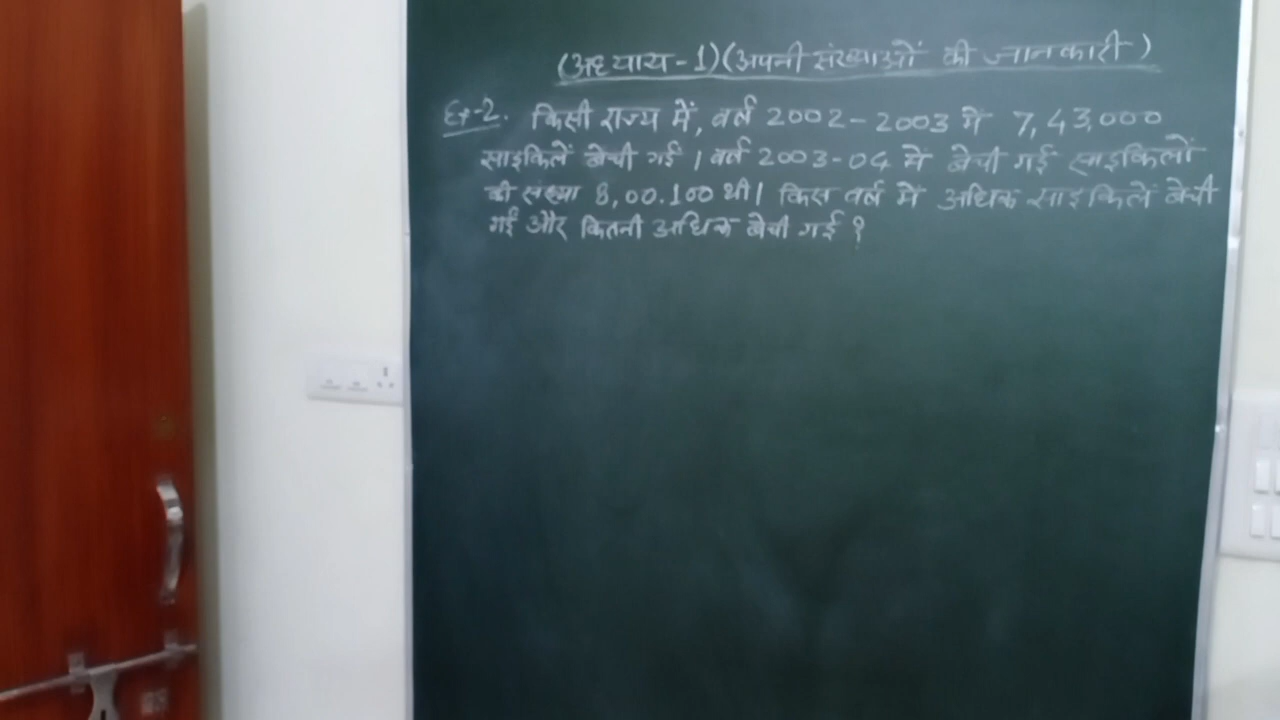 (अध्याय-1)(अपनी संख्याओं की जानकारी)
Ex-2. किसी राज्य में, वर्ल 2002-2003 में 7,43,000
साइकिलें बेची गई । वर्ल 2003-04 में बेची गई साइकिलों
की संख्या 8,00.100 थी। किस वर्ल में अधिक साइकिलें बेची
गई और कितनी अधिक बेची गई ?